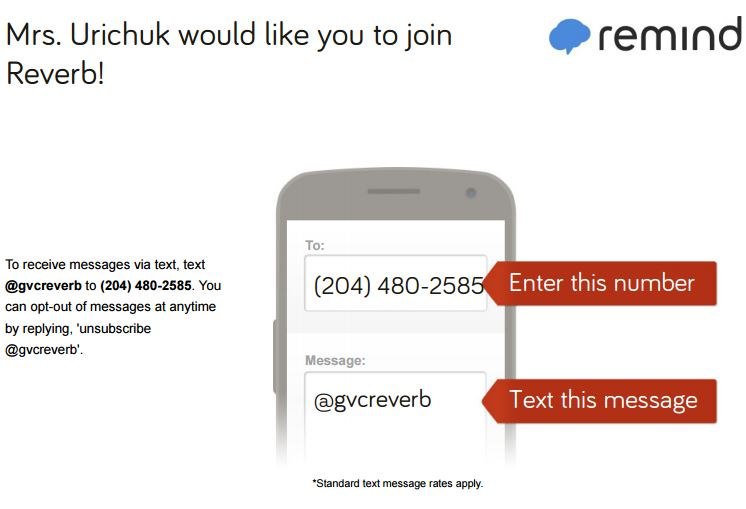 Mrs. Urichuk would like you to join
Reverb!
remind
To receive messages via text, text
@gvcreverb to (204) 480-2585. You
can opt-out of messages at anytime
by replying, 'unsubscribe
@gvcreverb'.
To:
(204) 480-2585
Enter this number
Message:
@gvcreverb
Text this message
*Standard text message rates apply.